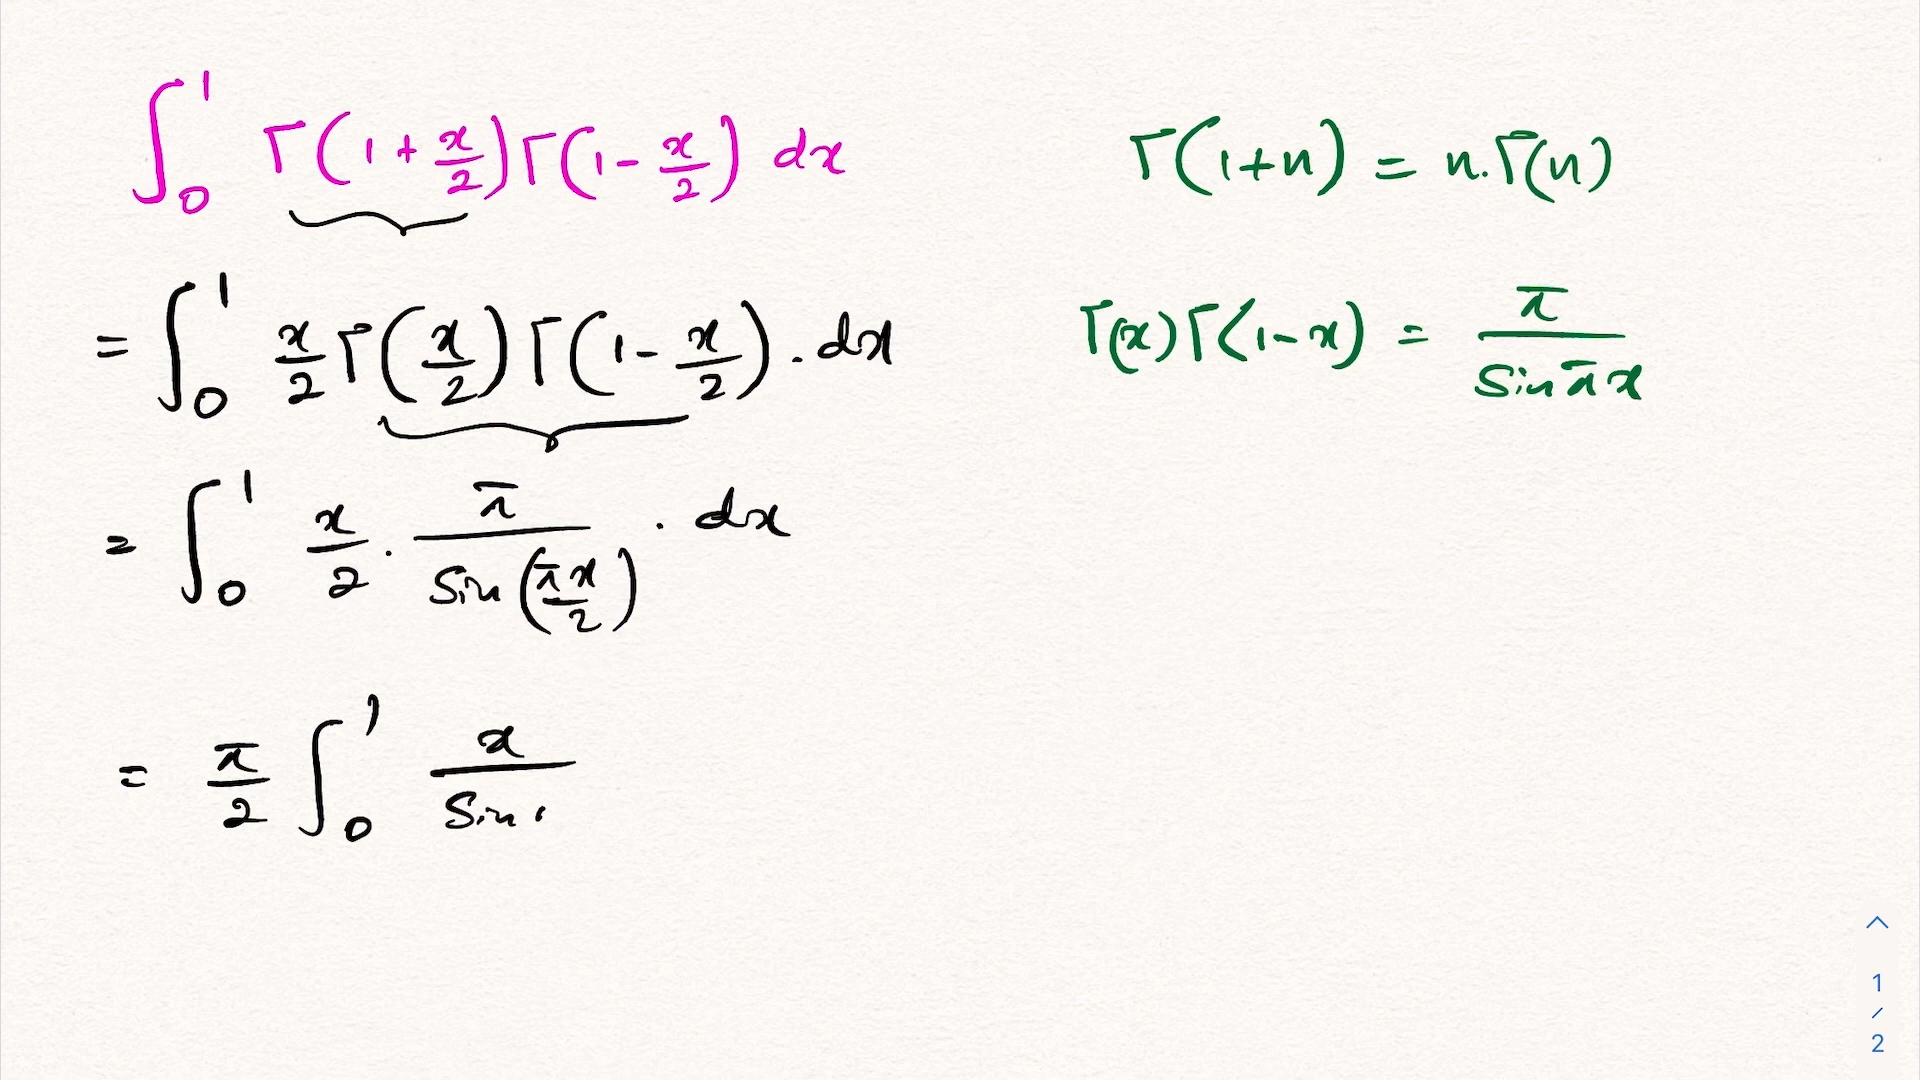 ∫₀¹ Γ(1 + x/2) Γ(1 - x/2) dx
= ∫₀¹ x/2 Γ(x/2) Γ(1 - x/2) . dx
= ∫₀¹ x/2 . π/sin(πx/2) . dx
= π/2 ∫₀¹ x/sin
Γ(1+n) = n.Γ(n)
Γ(x)Γ(1-x) = π/sin πx
1
/
2